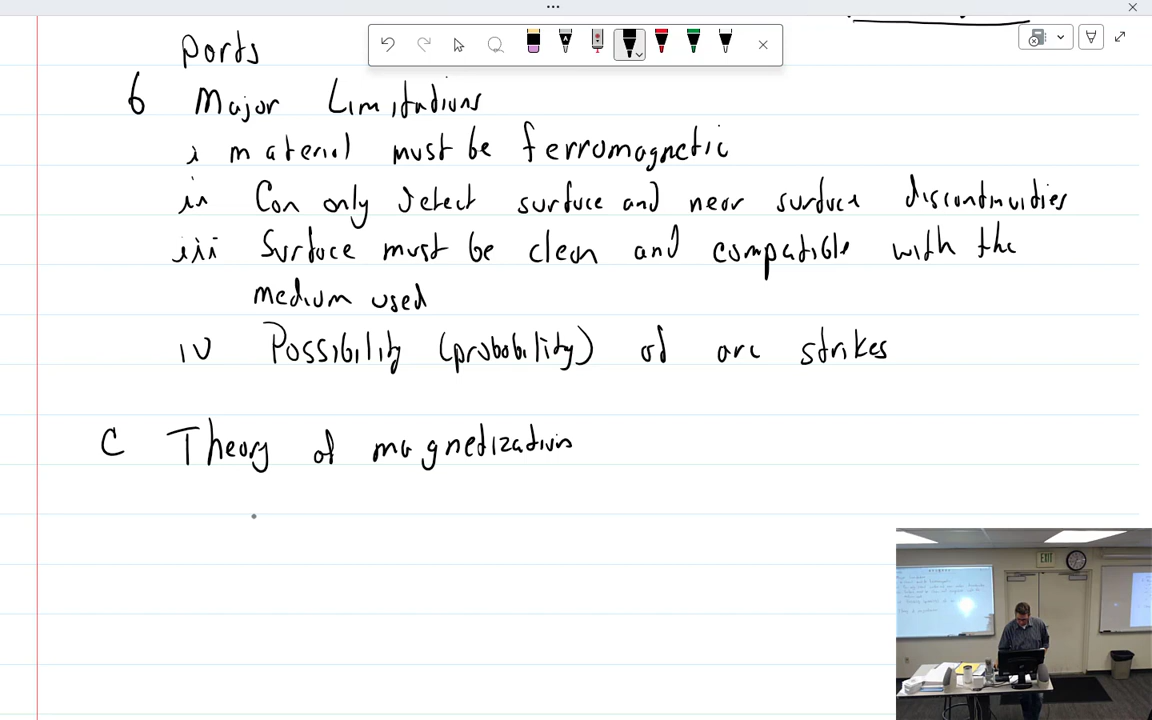 Ports
6 Major Limitations
i material must be ferromagnetic
ii Can only detect surface and near surface discontinuities
iii Surface must be clean and compatible with the
medium used
iv Possibility (probability) of arc strikes
C Theory of magnetization
EXIT